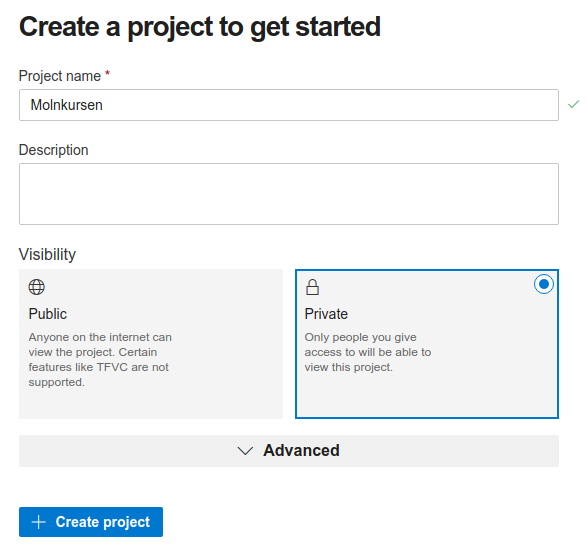 Create a project to get started
Project name *
Molnkursen
Description
Visibility
Public
Anyone on the internet can
view the project. Certain
features like TFVC are not
supported.
Private
Only people you give
access to will be able to
view this project.
Advanced
Create project